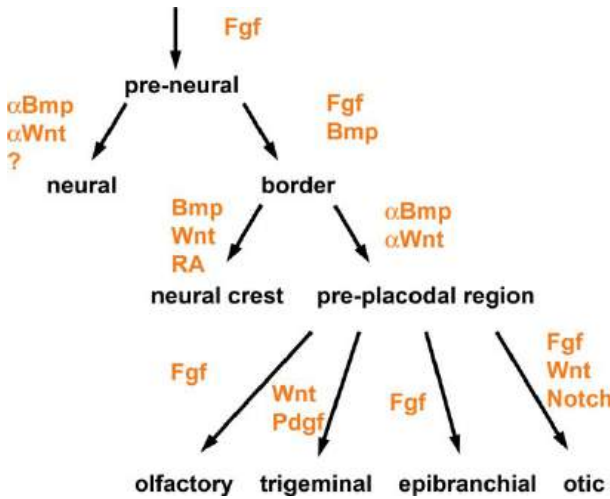 Fgf
pre-neural
αBmp
αWnt
?
Fgf
Bmp
neural
border
Bmp
Wnt
RA
αBmp
αWnt
neural crest
pre-placodal region
Fgf
Wnt
Pdgf
Fgf
Fgf
Wnt
Notch
olfactory
trigeminal
epibranchial
otic